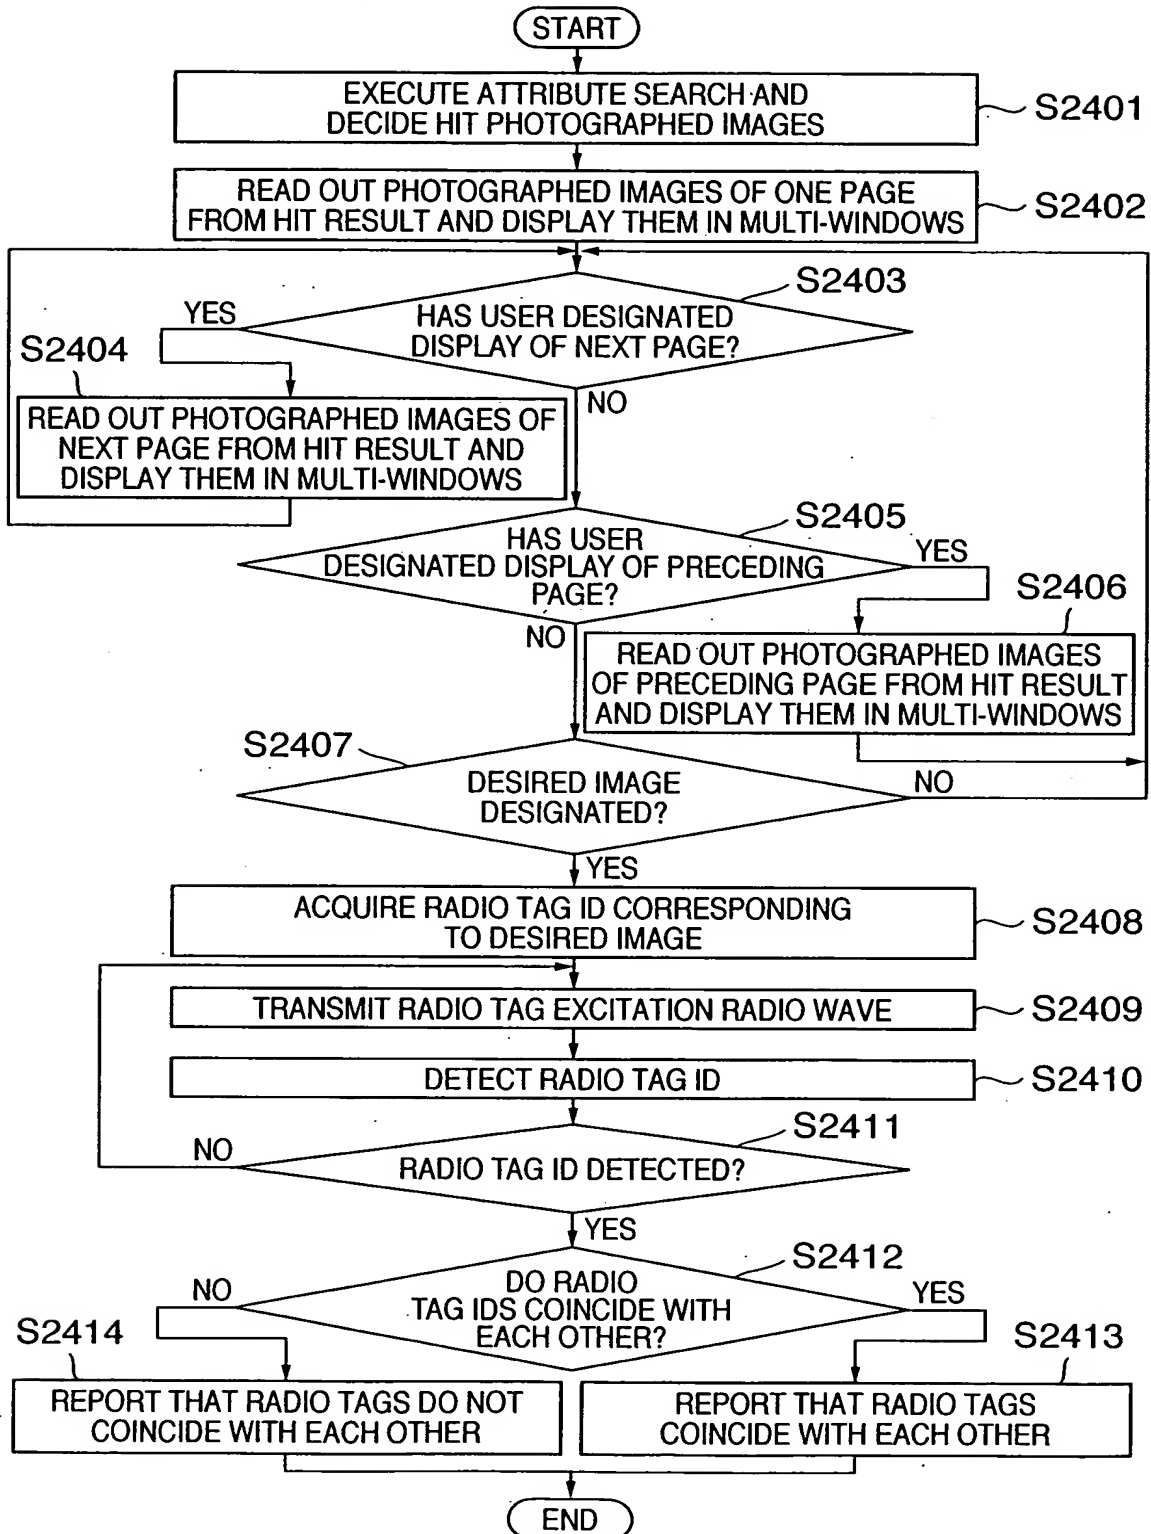 START
EXECUTE ATTRIBUTE SEARCH AND
DECIDE HIT PHOTOGRAPHED IMAGES
S2401
READ OUT PHOTOGRAPHED IMAGES OF ONE PAGE
FROM HIT RESULT AND DISPLAY THEM IN MULTI-WINDOWS
S2402
S2403
YES
HAS USER DESIGNATED
DISPLAY OF NEXT PAGE?
S2404
NO
READ OUT PHOTOGRAPHED IMAGES OF
NEXT PAGE FROM HIT RESULT AND
DISPLAY THEM IN MULTI-WINDOWS
S2405
HAS USER
DESIGNATED DISPLAY OF PRECEDING
PAGE?
YES
S2406
NO
READ OUT PHOTOGRAPHED IMAGES
OF PRECEDING PAGE FROM HIT RESULT
AND DISPLAY THEM IN MULTI-WINDOWS
S2407
DESIRED IMAGE
DESIGNATED?
NO
YES
ACQUIRE RADIO TAG ID CORRESPONDING
TO DESIRED IMAGE
S2408
TRANSMIT RADIO TAG EXCITATION RADIO WAVE
S2409
DETECT RADIO TAG ID
S2410
S2411
NO
RADIO TAG ID DETECTED?
YES
S2412
NO
DO RADIO
TAG IDS COINCIDE WITH
EACH OTHER?
YES
S2414
S2413
REPORT THAT RADIO TAGS DO NOT
COINCIDE WITH EACH OTHER
REPORT THAT RADIO TAGS
COINCIDE WITH EACH OTHER
END